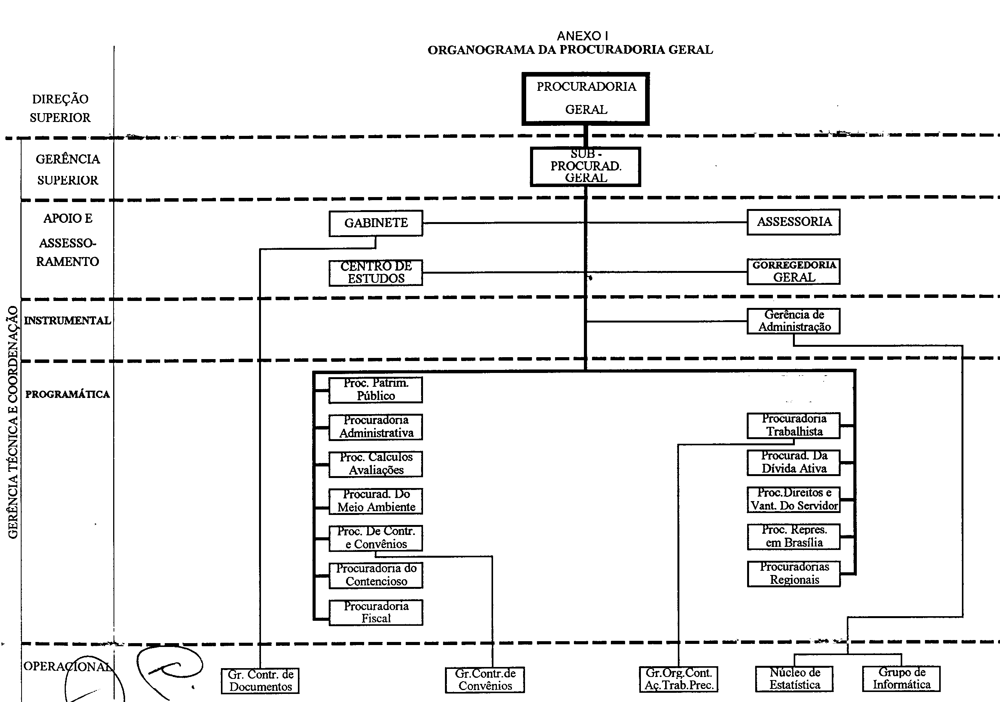 ANEXO I
ORGANOGRAMA DA PROCURADORIA GERAL
DIREÇÃO
SUPERIOR
PROCURADORIA
GERAL
GERÊNCIA
SUPERIOR
SUB -
PROCURAD.
GERAL
APOIO E
ASSESSO-
RAMENTO
GABINETE
ASSESSORIA
CENTRO DE
ESTUDOS
GORREGEDORIA
GERAL
GERÊNCIA TÉCNICA E COORDENAÇÃO
INSTRUMENTAL
Gerência de
Administração
PROGRAMÁTICA
Proc. Patrim.
Público
Procuradoria
Administrativa
Proc. Calculos
Avaliações
Procurad. Do
Meio Ambiente
Proc. De Contr.
e Convênios
Procuradoria do
Contencioso
Procuradoria
Fiscal
Procuradoria
Trabalhista
Procurad. Da
Dívida Ativa
Proc.Direitos e
Vant. Do Servidor
Proc. Repres.
em Brasília
Procuradorias
Regionais
OPERACIONAL
Gr. Contr. de
Documentos
Gr.Contr.de
Convênios
Gr.Org.Cont.
Aç.Trab.Prec.
Núcleo de
Estatística
Grupo de
Informática